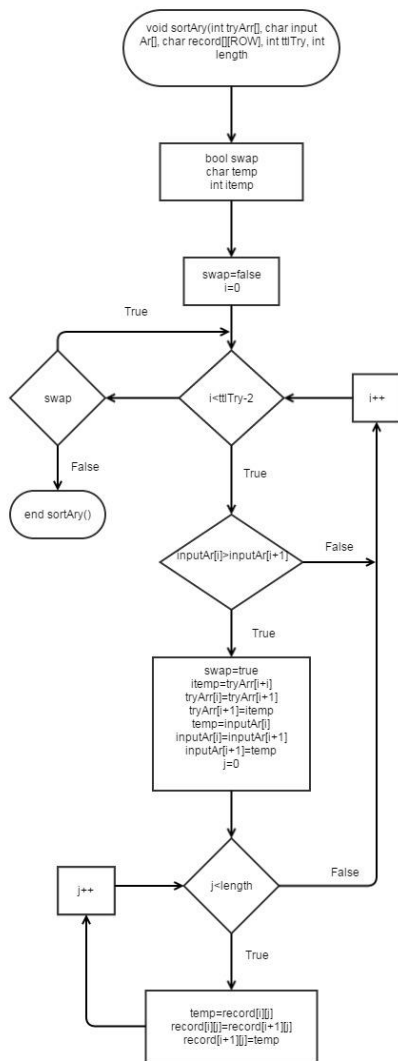 void sortAry(int tryArr[], char input
Ar[], char record[][ROW], int ttlTry, int
length
bool swap
char temp
int itemp
swap=false
i=0
True
swap
i<ttlTry-2
i++
False
True
end sortAry()
inputAr[i]>inputAr[i+1]
False
True
swap=true
itemp=tryArr[i+i]
tryArr[i]=tryArr[i+1]
tryArr[i+1]=itemp
temp=inputAr[i]
inputAr[i]=inputAr[i+1]
inputAr[i+1]=temp
j=0
j++
j<length
False
True
temp=record[i][j]
record[i][j]=record[i+1][j]
record[i+1][j]=temp